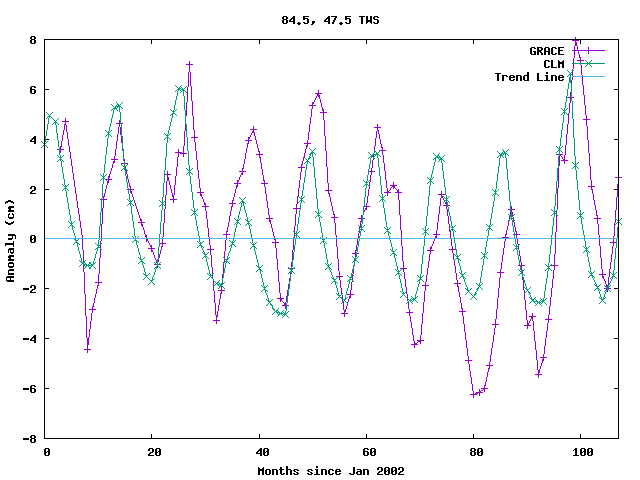 84.5, 47.5 TWS
GRACE
CLM
Trend Line
8
6
4
2
0
-2
-4
-6
-8
Anomaly (cm)
0 20 40 60 80 100
Months since Jan 2002